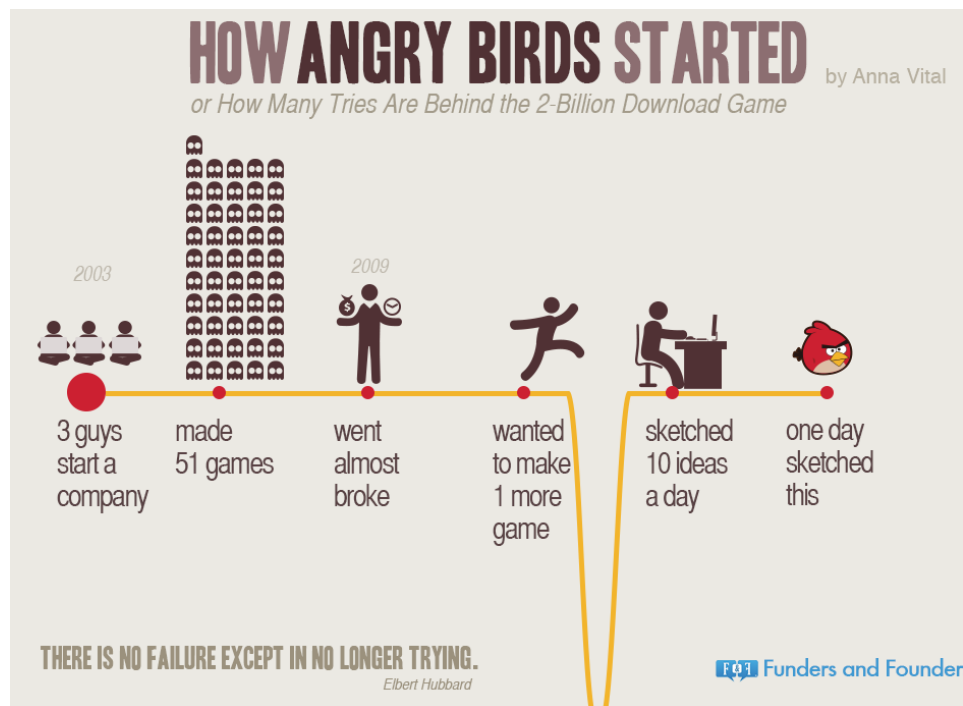 HOW ANGRY BIRDS STARTED
by Anna Vital
or How Many Tries Are Behind the 2-Billion Download Game
2003
2009
$
3 guys
start a
company
made
51 games
went
almost
broke
wanted
to make
1 more
game
sketched
10 ideas
a day
one day
sketched
this
THERE IS NO FAILURE EXCEPT IN NO LONGER TRYING.
Elbert Hubbard
F&F Funders and Founder